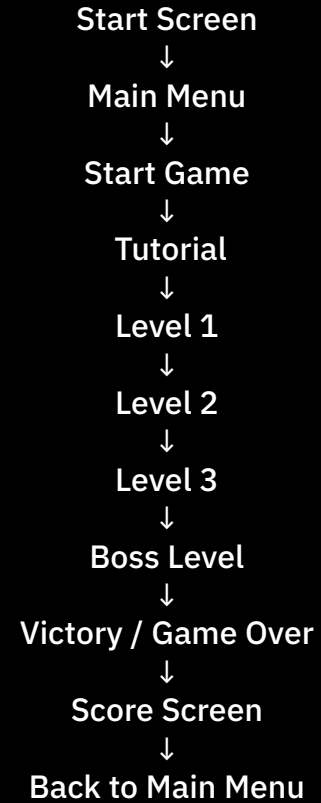 Start Screen
↓
Main Menu
↓
Start Game
↓
Tutorial
↓
Level 1
↓
Level 2
↓
Level 3
↓
Boss Level
↓
Victory / Game Over
↓
Score Screen
↓
Back to Main Menu